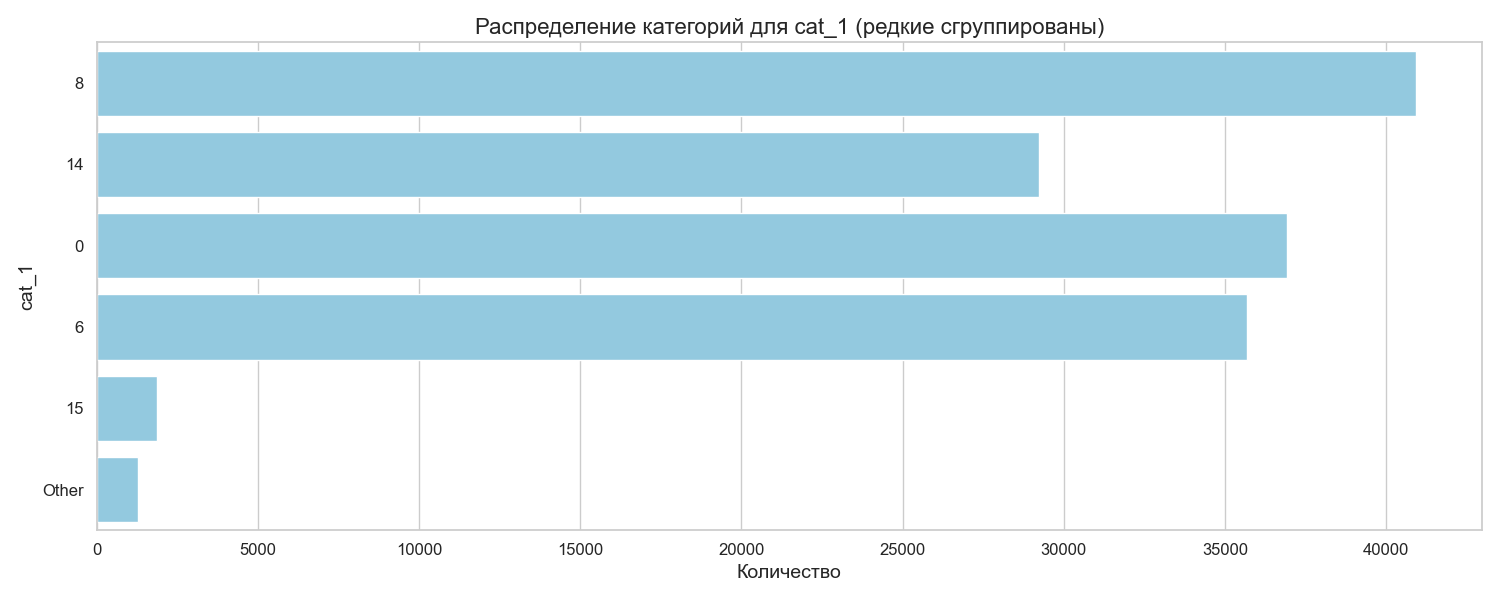 Распределение категорий для cat_1 (редкие сгруппированы)
cat_1
8
14
0
6
15
Other
0 5000 10000 15000 20000 25000 30000 35000 40000
Количество